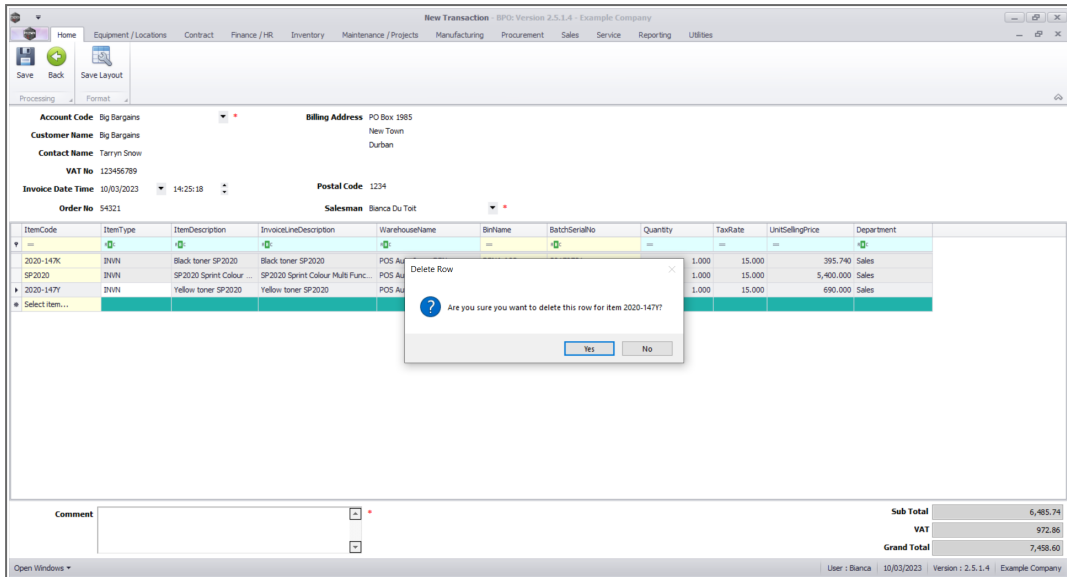 New Transaction - BPO: Version 2.5.1.4 - Example Company
Home Equipment / Locations Contract Finance / HR Inventory Maintenance / Projects Manufacturing Procurement Sales Service Reporting Utilities
Save Back Save Layout
Processing Format
Account Code Big Bargains * Billing Address PO Box 1985
Customer Name Big Bargains New Town
Contact Name Tarryn Snow Durban
VAT No 123456789
Invoice Date Time 10/03/2023 14:25:18 Postal Code 1234
Order No 54321 Salesman Bianca Du Toit *
ItemCode ItemType ItemDescription InvoiceLineDescription WarehouseName BinName BatchSerialNo Quantity TaxRate UnitSellingPrice Department
2020-147K INVN Black toner SP2020 Black toner SP2020 POS Au 1.000 15.000 395.740 Sales
SP2020 INVN SP2020 Sprint Colour ... SP2020 Sprint Colour Multi Func... POS Au 1.000 15.000 5,400.000 Sales
2020-147Y INVN Yellow toner SP2020 Yellow toner SP2020 POS Au 1.000 15.000 690.000 Sales
Select item...
Delete Row
Are you sure you want to delete this row for item 2020-147Y?
Yes No
Comment *
Sub Total 6,485.74
VAT 972.86
Grand Total 7,458.60
Open Windows User : Bianca 10/03/2023 Version : 2.5.1.4 Example Company